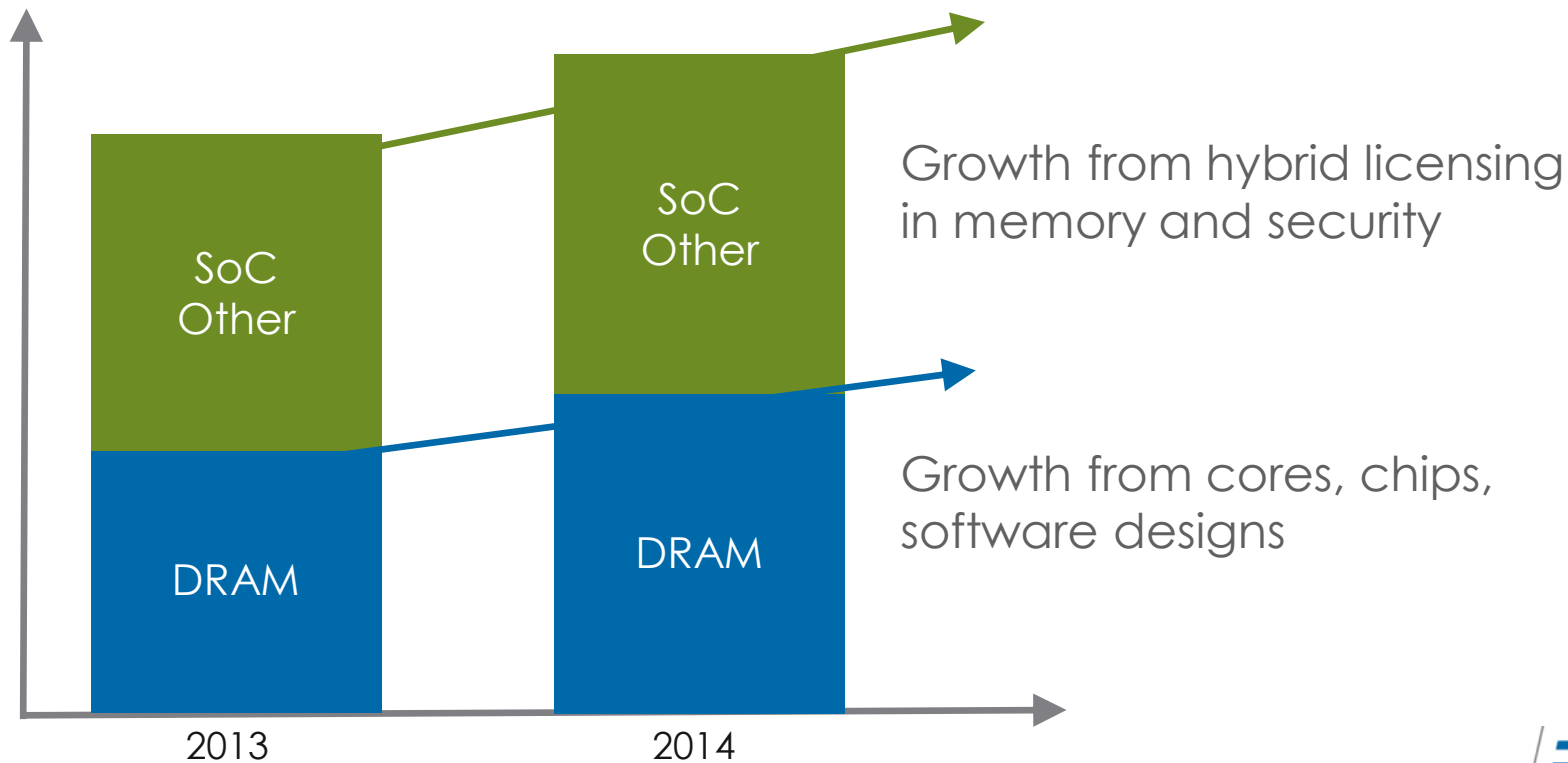 SoC
Other
DRAM
SoC
Other
DRAM
Growth from hybrid licensing
in memory and security
Growth from cores, chips,
software designs
2013
2014